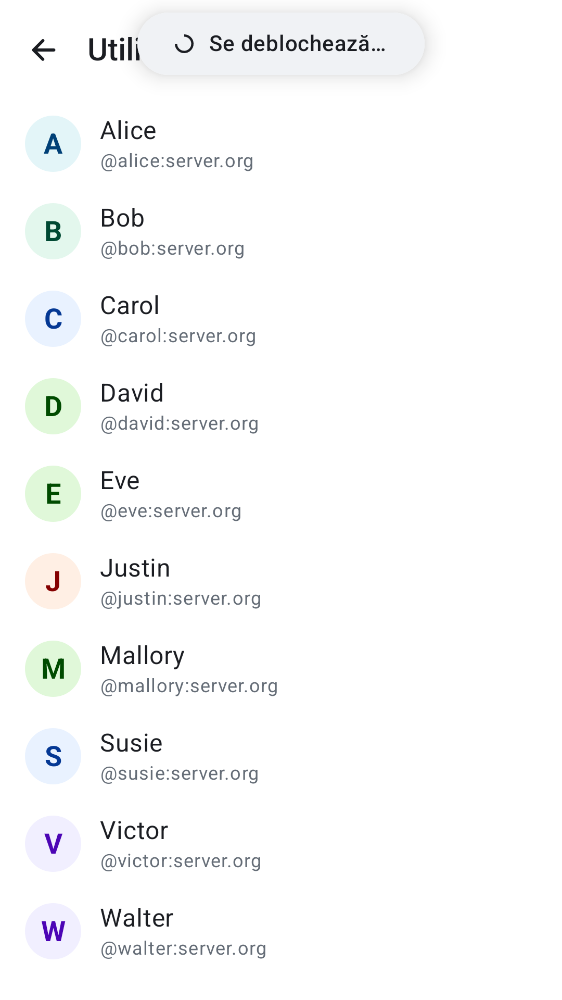 Se deblochează...
A
Alice
@alice:server.org
B
Bob
@bob:server.org
C
Carol
@carol:server.org
D
David
@david:server.org
E
Eve
@eve:server.org
J
Justin
@justin:server.org
M
Mallory
@mallory:server.org
S
Susie
@susie:server.org
V
Victor
@victor:server.org
W
Walter
@walter:server.org